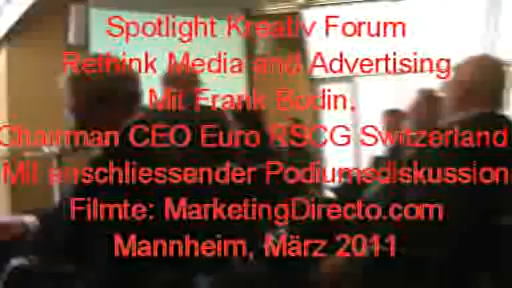 Spotlight Kreativ Forum
Rethink Media and Advertising
Mit Frank Bodin,
Chairman CEO Euro RSCG Switzerland
Mit anschliessender Podiumsdiskussion
Filmte: MarketingDirecto.com
Mannheim, März 2011